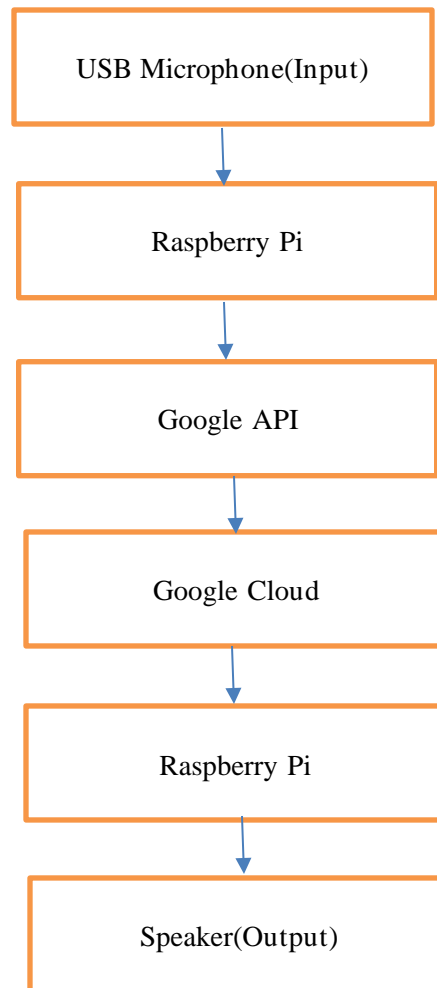 USB Microphone(Input)
Raspberry Pi
Google API
Google Cloud
Raspberry Pi
Speaker(Output)